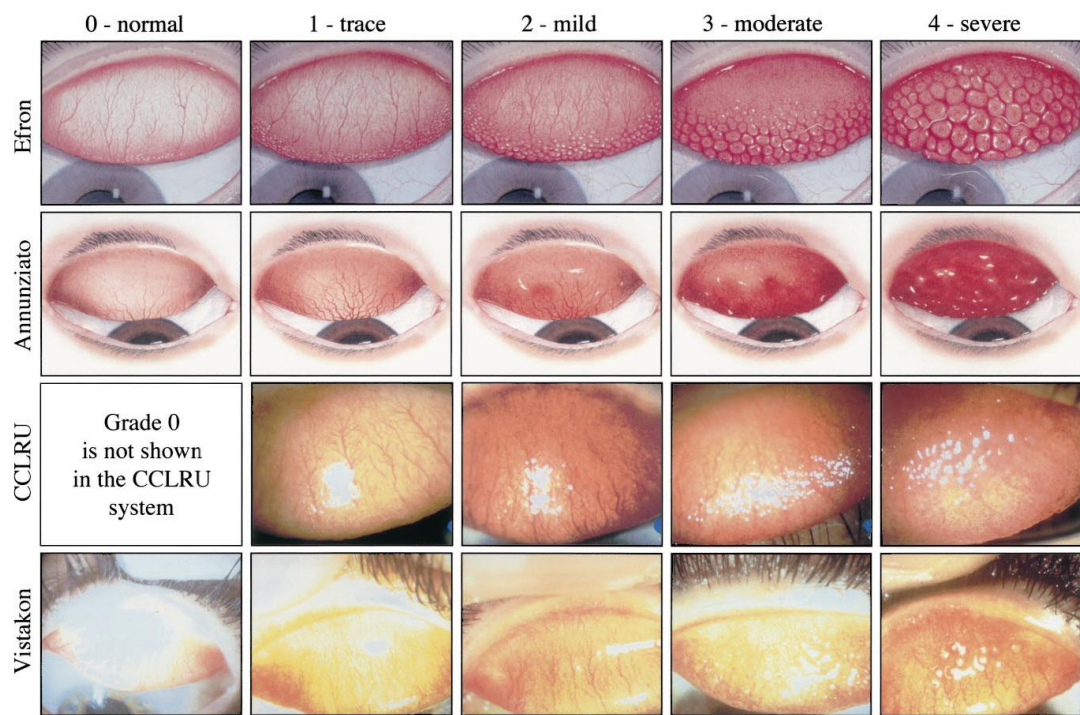 0 - normal
1 - trace
2 - mild
3 - moderate
4 - severe
Efron
Annunziato
CCLRU
Grade 0
is not shown
in the CCLRU
system
Vistakon